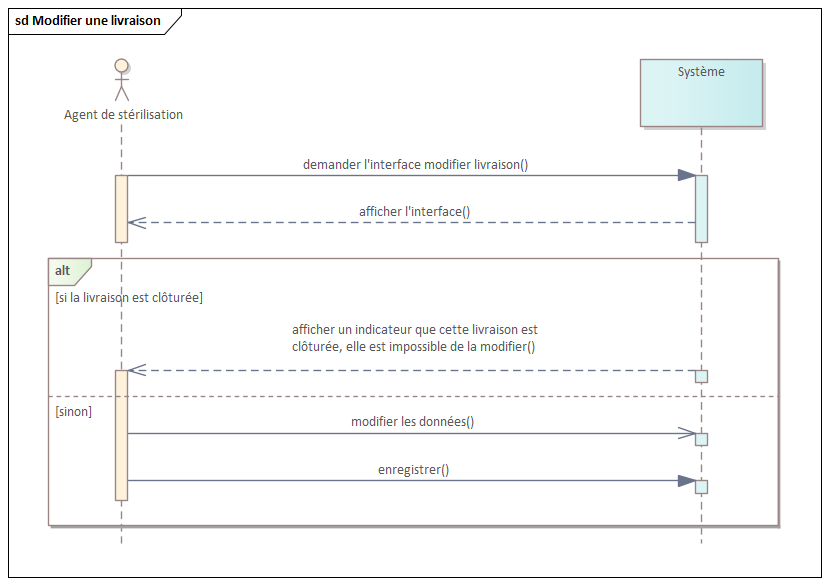 sd Modifier une livraison
Agent de stérilisation
Système
demander l'interface modifier livraison()
afficher l'interface()
alt
[si la livraison est clôturée]
afficher un indicateur que cette livraison est
clôturée, elle est impossible de la modifier()
[sinon]
modifier les données()
enregistrer()